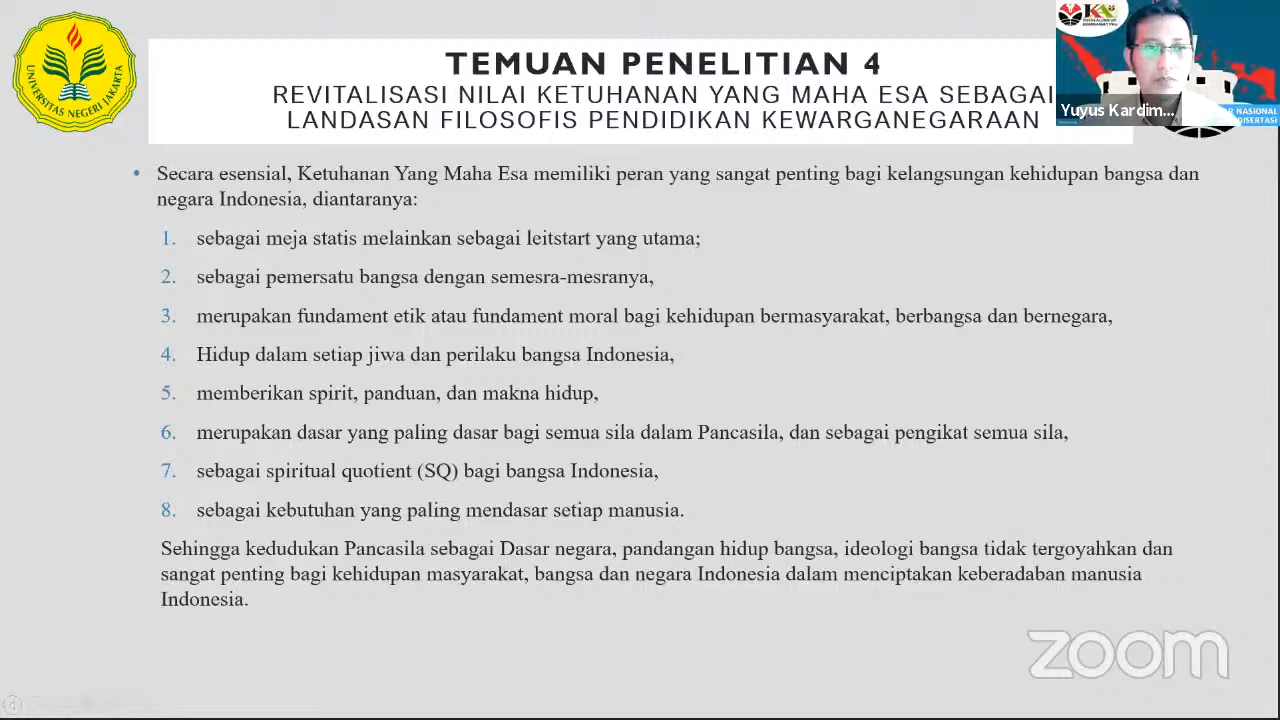 UNIVERSITAS NEGERI JAKARTA
TEMUAN PENELITIAN 4
REVITALISASI NILAI KETUHANAN YANG MAHA ESA SEBAGAI
LANDASAN FILOSOFIS PENDIDIKAN KEWARGANEGARAAN
Yuyus Kardim...
NASIONAL
DISERTASI
• Secara esensial, Ketuhanan Yang Maha Esa memiliki peran yang sangat penting bagi kelangsungan kehidupan bangsa dan
negara Indonesia, diantaranya:
1. sebagai meja statis melainkan sebagai leitstart yang utama;
2. sebagai pemersatu bangsa dengan semesra-mesranya,
3. merupakan fundament etik atau fundament moral bagi kehidupan bermasyarakat, berbangsa dan bernegara,
4. Hidup dalam setiap jiwa dan perilaku bangsa Indonesia,
5. memberikan spirit, panduan, dan makna hidup,
6. merupakan dasar yang paling dasar bagi semua sila dalam Pancasila, dan sebagai pengikat semua sila,
7. sebagai spiritual quotient (SQ) bagi bangsa Indonesia,
8. sebagai kebutuhan yang paling mendasar setiap manusia.
Sehingga kedudukan Pancasila sebagai Dasar negara, pandangan hidup bangsa, ideologi bangsa tidak tergoyahkan dan
sangat penting bagi kehidupan masyarakat, bangsa dan negara Indonesia dalam menciptakan keberadaban manusia
Indonesia.
zoom